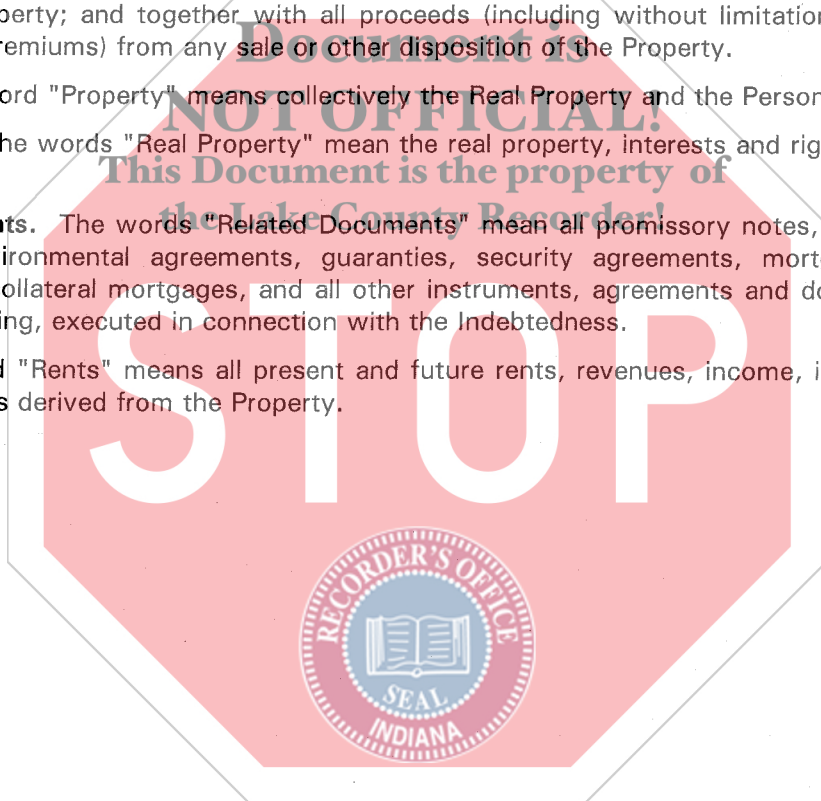 perty; and together with all proceeds (including without limitation
remiums) from any sale or other disposition of the Property.
Document is
ord "Property" means collectively the Real Property and the Person
NOT OFFICIAL!
he words "Real Property" mean the real property, interests and rig
This Document is the property of
the Lake County Recorder!
nts. The words "Related Documents" mean all promissory notes,
ironmental agreements, guaranties, security agreements, mort
ollateral mortgages, and all other instruments, agreements and do
ing, executed in connection with the Indebtedness.
d "Rents" means all present and future rents, revenues, income, i
s derived from the Property.
STOP
RECORDER'S OFFICE
SEAL
INDIANA